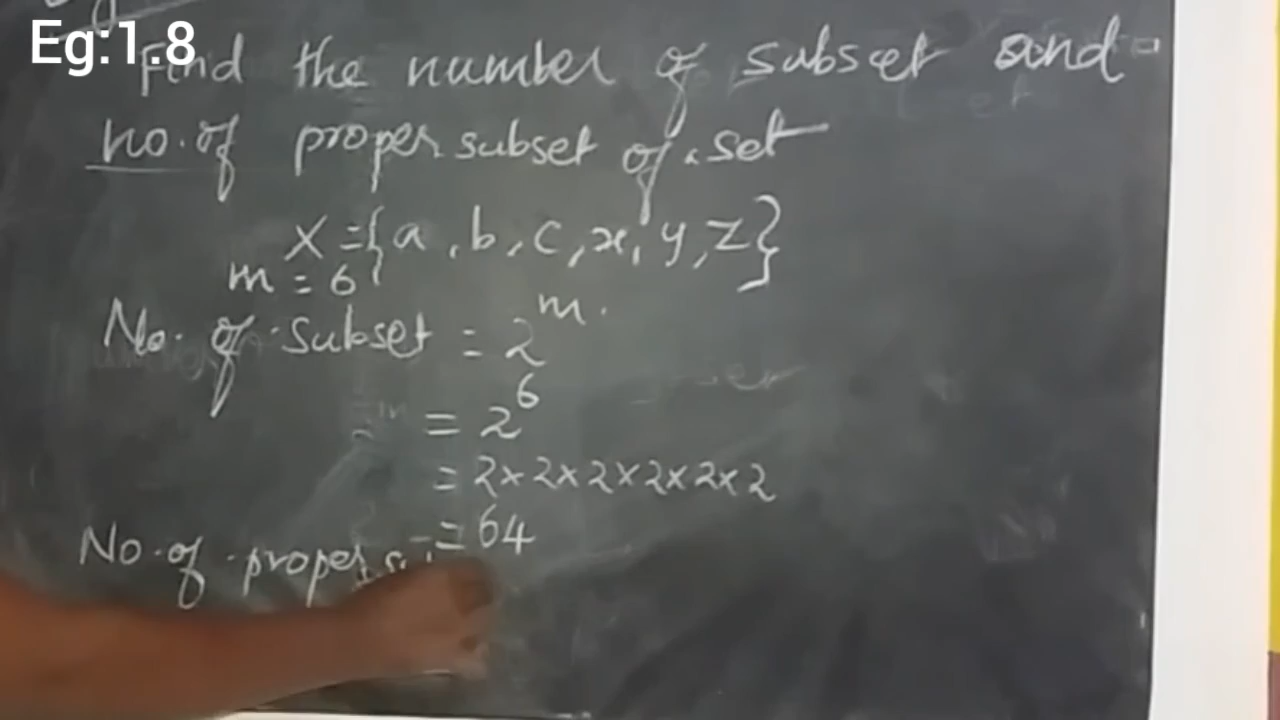 Eg:1.8
Find the number of subset and
no. of proper subset of set
X = {a, b, c, x, y, z}
m = 6
No. of subset = 2^m.
= 2^6
= 2×2×2×2×2×2
= 64
No. of proper